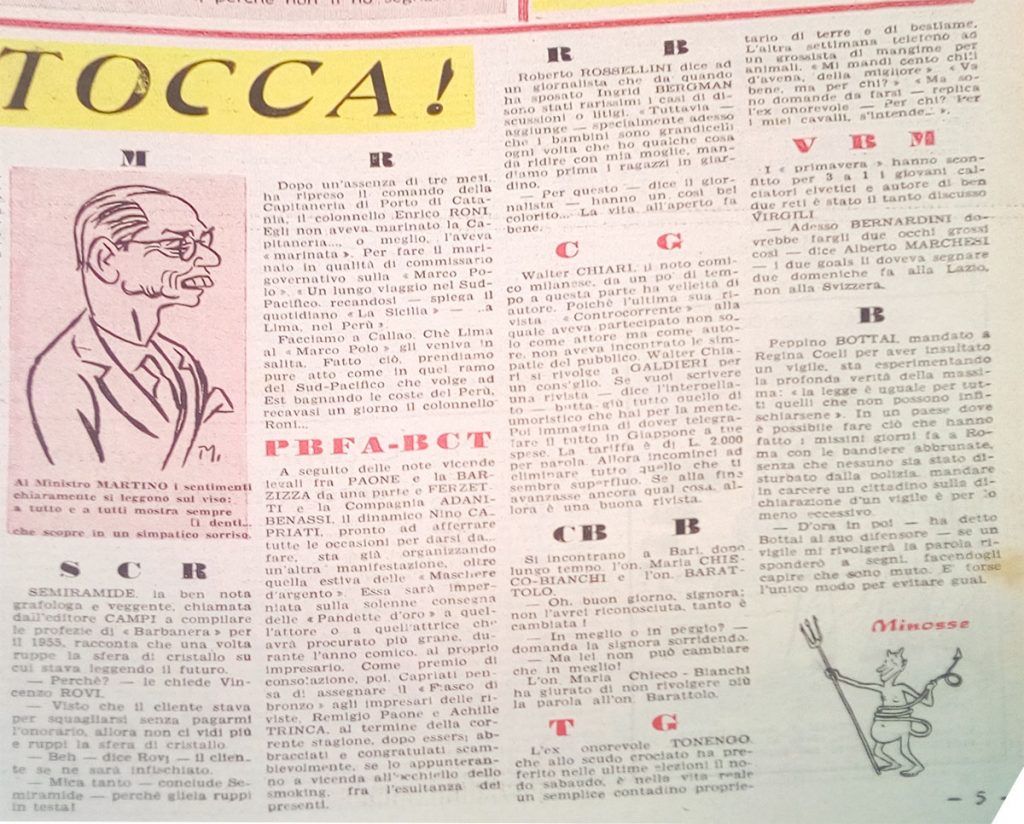 TOCCA!
M
Al Ministro MARTINO i sentimenti
chiaramente si leggono sul viso:
a tutto e a tutti mostra sempre
[i denti...
che scopre in un simpatico sorriso.
S C R
SEMIRAMIDE, la ben nota
grafologa e veggente, chiamata
dall'editore CAMPI a compilare
le profezie di « Barbanera » per
il 1955, racconta che una volta
ruppe la sfera di cristallo su
cui stava leggendo il futuro.
— Perchè? — le chiede Vin-
cenzo ROVI.
— Visto che il cliente stava
per squagliarsi senza pagarmi
l'onorario, allora non ci vidi più
e ruppi la sfera di cristallo.
— Beh — dice Rovi — il clien-
te se ne sarà infischiato.
— Mica tanto — conclude Se-
miramide — perchè gliela ruppi
in testa!
R
Dopo un'assenza di tre mesi,
ha ripreso il comando della
Capitaneria di Porto di Cata-
nia, il colonnello Enrico RONI.
Egli non aveva marinato la Ca-
pitaneria..., o meglio, l'aveva
« marinata ». Per fare il mari-
naio in qualità di commissario
governativo sulla « Marco Po-
lo ». « Un lungo viaggio nel Sud-
Pacifico, recandosi — spiega il
quotidiano « La Sicilia » — ..a
Lima, nel Perù ».
Facciamo a Callao. Chè Lima
al « Marco Polo » gli veniva in
salita. Fatto ciò, prendiamo
pure atto come in quel ramo
del Sud-Pacifico che volge ad
Est bagnando le coste del Perù,
recavasi un giorno il colonnello
Roni...
PBFA-BCT
A seguito delle note vicende
levali fra PAONE e la BAR-
ZIZZA da una parte e FERZET-
TI e la Compagnia ADANI-
BENASSI, il dinamico Nino CA-
PRIATI, pronto ad afferrare
tutte le occasioni per darsi da...
fare, sta già organizzando
un'altra manifestazione, oltre
quella estiva delle « Maschere
d'argento ». Essa sarà imper-
niata sulla solenne consegna
delle « Pandette d'oro » a quel-
l'attore o a quell'attrice che
avrà procurato più grane, du-
rante l'anno comico, al proprio
impresario. Come premio di
consolazione, poi, Capriati pen-
sa di assegnare il « Fiasco di
bronzo » agli impresari delle ri-
viste, Remigio Paone e Achille
TRINCA, al termine della cor-
rente stagione, dopo essersi ab-
bracciati e congratulati scam-
bievolmente, se lo appunteran-
no a vicenda all'occhiello dello
smoking, fra l'esultanza dei
presenti.
R B
Roberto ROSSELLINI dice ad
un giornalista che da quando
ha sposato Ingrid BERGMAN
sono stati rarissimi i casi di di-
scussioni o litigi. « Tuttavia —
aggiunge — specialmente adesso
che i bambini sono grandicelli
ogni volta che ho qualche cosa
da ridire con mia moglie, man-
diamo prima i ragazzi in giar-
dino.
— Per questo — dice il gior-
nalista — hanno un così bel
colorito... La vita all'aperto fa
bene.
C G
Walter CHIARI, il noto comi-
co milanese, da un po' di tem-
po a questa parte ha velleità di
autore. Poichè l'ultima sua ri-
vista « Controcorrente » alla
quale aveva partecipato non so-
lo come attore ma come auto-
re, non aveva incontrato le sim-
patie del pubblico, Walter Chia-
ri si rivolge a GALDIERI per
un consiglio. Se vuoi scrivere
una rivista — dice l'interpella-
to — butta giù tutto quello di
umoristico che hai per la mente.
Poi immagina di dover telegra-
fare il tutto in Giappone a tue
spese. La tariffa è di L. 2.000
per parola. Allora incominci ad
eliminare tutto quello che ti
sembra superfluo. Se alla fine
avanzasse ancora qual cosa, al-
lora è una buona rivista.
CB B
Si incontrano a Bari, dopo
lungo tempo, l'on. Maria CHIE-
CO-BIANCHI e l'on. BARAT-
TOLO.
— Oh, buon giorno, signora;
non l'avrei riconosciuta, tanto è
cambiata !
— In meglio o in peggio? —
domanda la signora sorridendo.
— Ma lei non può cambiare
che in meglio!
L'on. Maria Chieco - Bianchi
ha giurato di non rivolgere più
la parola all'on. Barattolo.
T G
L'ex onorevole TONENGO,
che allo scudo crociato ha pre-
ferito nelle ultime elezioni il no-
do sabaudo, è nella vita reale
un semplice contadino proprie-
tario di terre e di bestiame.
L'altra settimana telefono ad
un grossista di mangime per
animali. « Mi mandi cento chili
d'avena, della migliore ». « Va
bene, ma per chi? » « Ma so-
no domande da farsi — replica
l'ex onorevole — Per chi? Per
i miei cavalli, s'intende... ».
V B M
I « primavera » hanno scon-
fitto per 3 a 1 i giovani cal-
ciatori elvetici e autore di ben
due reti è stato il tanto discusso
VIRGILI
— Adesso BERNARDINI do-
vrebbe fargli due occhi grossi
così — dice Alberto MARCHESI
— i due goals li doveva segnare
due domeniche fa alla Lazio,
non alla Svizzera.
B
Peppino BOTTAI, mandato a
Regina Coeli per aver insultato
un vigile, sta esperimentando
la profonda verità della massi-
ma: « la legge è uguale per tut-
ti quelli che non possono infi-
schiarsene ». In un paese dove
è possibile fare ciò che hanno
fatto i missini giorni fa a Ro-
ma con le bandiere abbrunate,
senza che nessuno sia stato di-
sturbato dalla polizia, mandare
in carcere un cittadino sulla di-
chiarazione d'un vigile è per lo
meno eccessivo.
— D'ora in poi — ha detto
Bottai al suo difensore — se un
vigile mi rivolgerà la parola ri-
sponderò a segni, facendogli
capire che sono muto. E' forse
l'unico modo per evitare guai.
Minosse
— 5 -